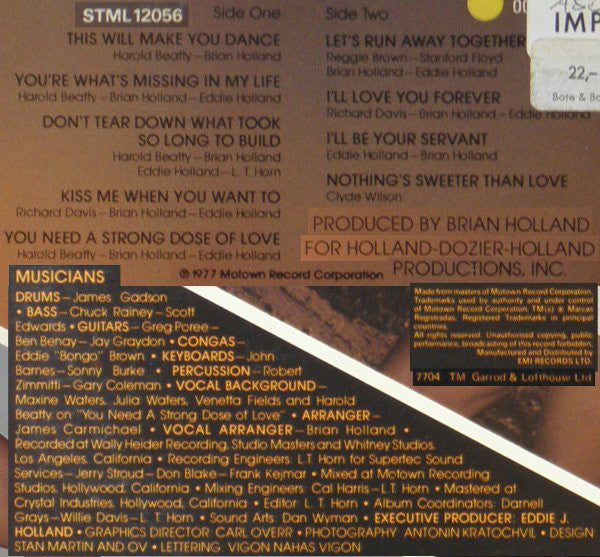 STML 12056
Side One
THIS WILL MAKE YOU DANCE
Harold Beatty – Brian Holland
YOU'RE WHAT'S MISSING IN MY LIFE
Harold Beatty – Brian Holland – Eddie Holland
DON'T TEAR DOWN WHAT TOOK
SO LONG TO BUILD
Harold Beatty – Brian Holland
Eddie Holland – L. T. Horn
KISS ME WHEN YOU WANT TO
Richard Davis – Brian Holland – Eddie Holland
YOU NEED A STRONG DOSE OF LOVE
Harold Beatty – Brian Holland – Eddie Holland
Side Two
LET'S RUN AWAY TOGETHER
Reggie Brown – Stanford Floyd
Brian Holland – Eddie Holland
I'LL LOVE YOU FOREVER
Richard Davis – Brian Holland – Eddie Holland
I'LL BE YOUR SERVANT
Eddie Holland – Brian Holland
NOTHING'S SWEETER THAN LOVE
Clyde Wilson
00
IMP
22,-
Bote & Bo
PRODUCED BY BRIAN HOLLAND
FOR HOLLAND-DOZIER-HOLLAND
PRODUCTIONS, INC.
℗ 1977 Motown Record Corporation
MUSICIANS
DRUMS – James Gadson
• BASS – Chuck Rainey – Scott
Edwards • GUITARS – Greg Poree –
Ben Benay – Jay Graydon • CONGAS –
Eddie "Bongo" Brown • KEYBOARDS – John
Barnes – Sonny Burke • PERCUSSION – Robert
Zimmitti – Gary Coleman • VOCAL BACKGROUND –
Maxine Waters, Julia Waters, Venetta Fields and Harold
Beatty on "You Need A Strong Dose of Love" • ARRANGER –
James Carmichael • VOCAL ARRANGER – Brian Holland •
Recorded at Wally Heider Recording, Studio Masters and Whitney Studios,
Los Angeles, California • Recording Engineers: L.T. Horn for Supertec Sound
Services – Jerry Stroud – Don Blake – Frank Kejmar • Mixed at Motown Recording
Studios, Hollywood, California • Mixing Engineers: Cal Harris – L.T. Horn • Mastered at
Crystal Industries, Hollywood, California • Editor: L. T. Horn • Album Coordinators: Darnell
Grays – Willie Davis – L. T. Horn • Sound Arts: Dan Wyman • EXECUTIVE PRODUCER: EDDIE J.
HOLLAND • GRAPHICS DIRECTOR: CARL OVERR • PHOTOGRAPHY: ANTONIN KRATOCHVIL • DESIGN:
STAN MARTIN AND OV • LETTERING: VIGON NAHAS VIGON
Made from masters of Motown Record Corporation.
Trademarks used by authority and under control
of Motown Record Corporation. TM(s) ® Marcas
Registradas. Registered Trademarks in principal
countries.
All rights reserved. Unauthorised copying, public
performance, broadcasting of this record forbidden.
Manufactured and Distributed by
EMI RECORDS LTD.
7704 TM Garrod & Lofthouse Ltd